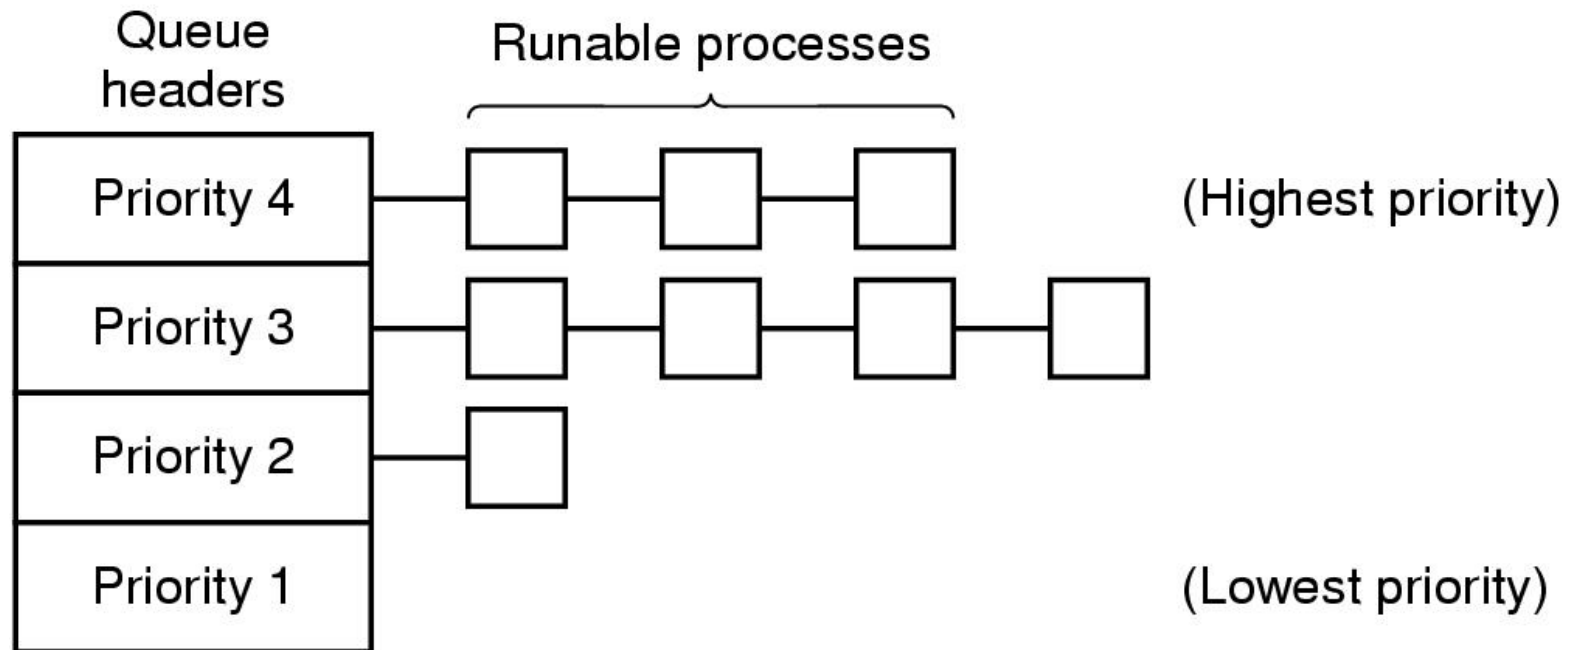 Queue
headers
Runable processes
Priority 4
(Highest priority)
Priority 3
Priority 2
Priority 1
(Lowest priority)